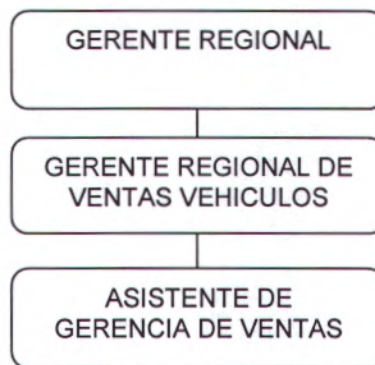 GERENTE REGIONAL
GERENTE REGIONAL DE
VENTAS VEHICULOS
ASISTENTE DE
GERENCIA DE VENTAS